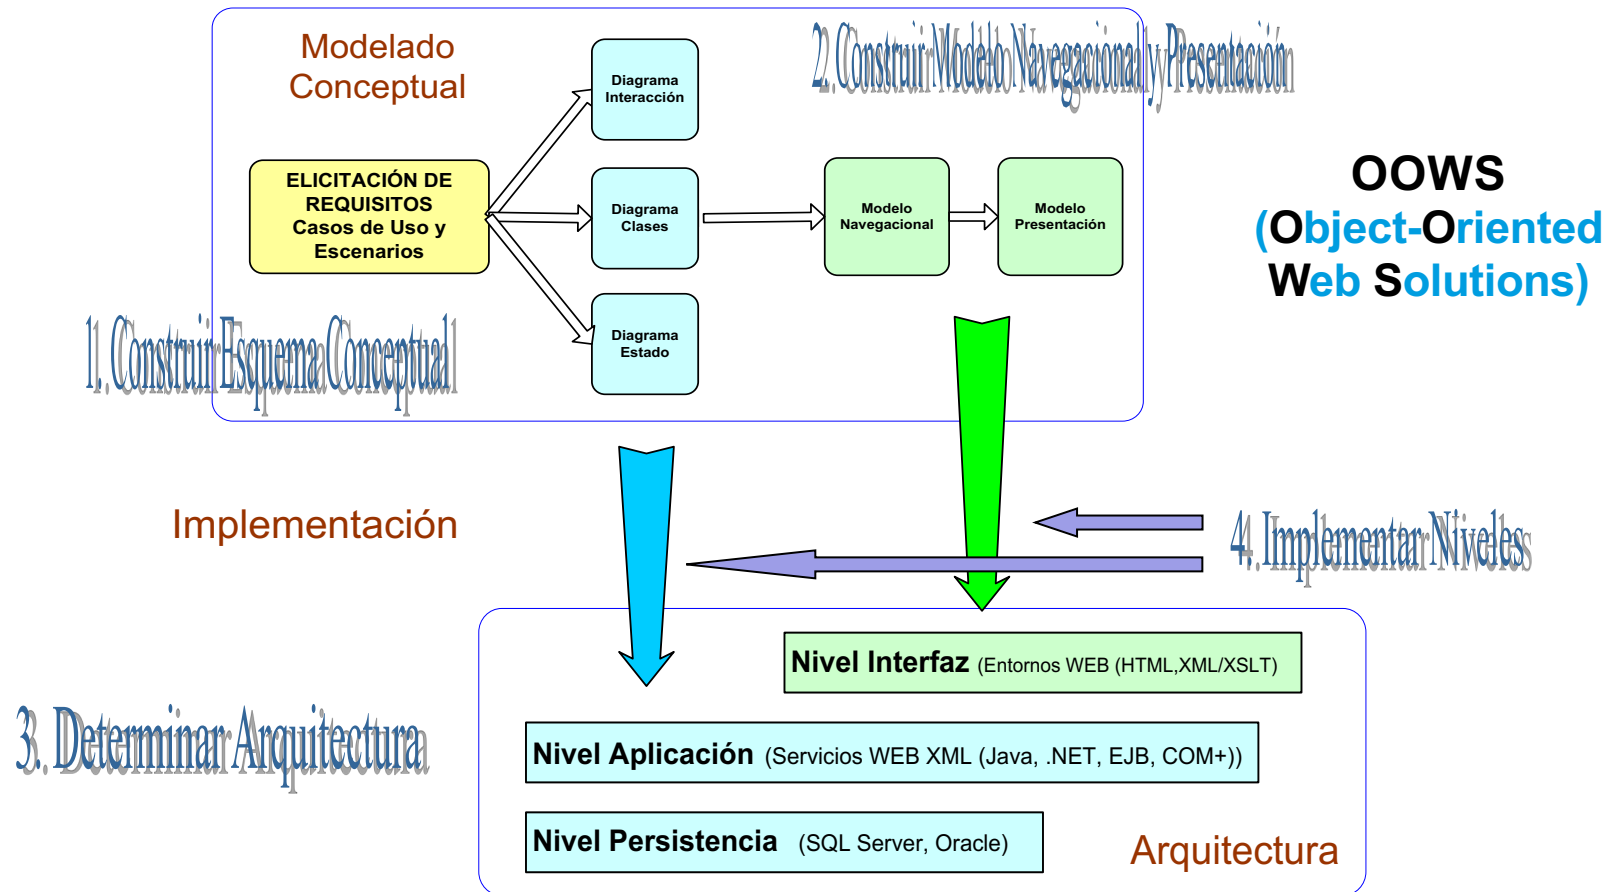 Modelado
Conceptual
2. Construir Modelo Navegacional y Presentación
Diagrama
Interacción
ELICITACIÓN DE
REQUISITOS
Casos de Uso y
Escenarios
Diagrama
Clases
Modelo
Navegacional
Modelo
Presentación
OOWS
(Object-Oriented
Web Solutions)
1. Construir Esquema Conceptual
Diagrama
Estado
Implementación
4. Implementar Niveles
Nivel Interfaz (Entornos WEB (HTML,XML/XSLT)
3. Determinar Arquitectura
Nivel Aplicación (Servicios WEB XML (Java, .NET, EJB, COM+))
Nivel Persistencia (SQL Server, Oracle)
Arquitectura